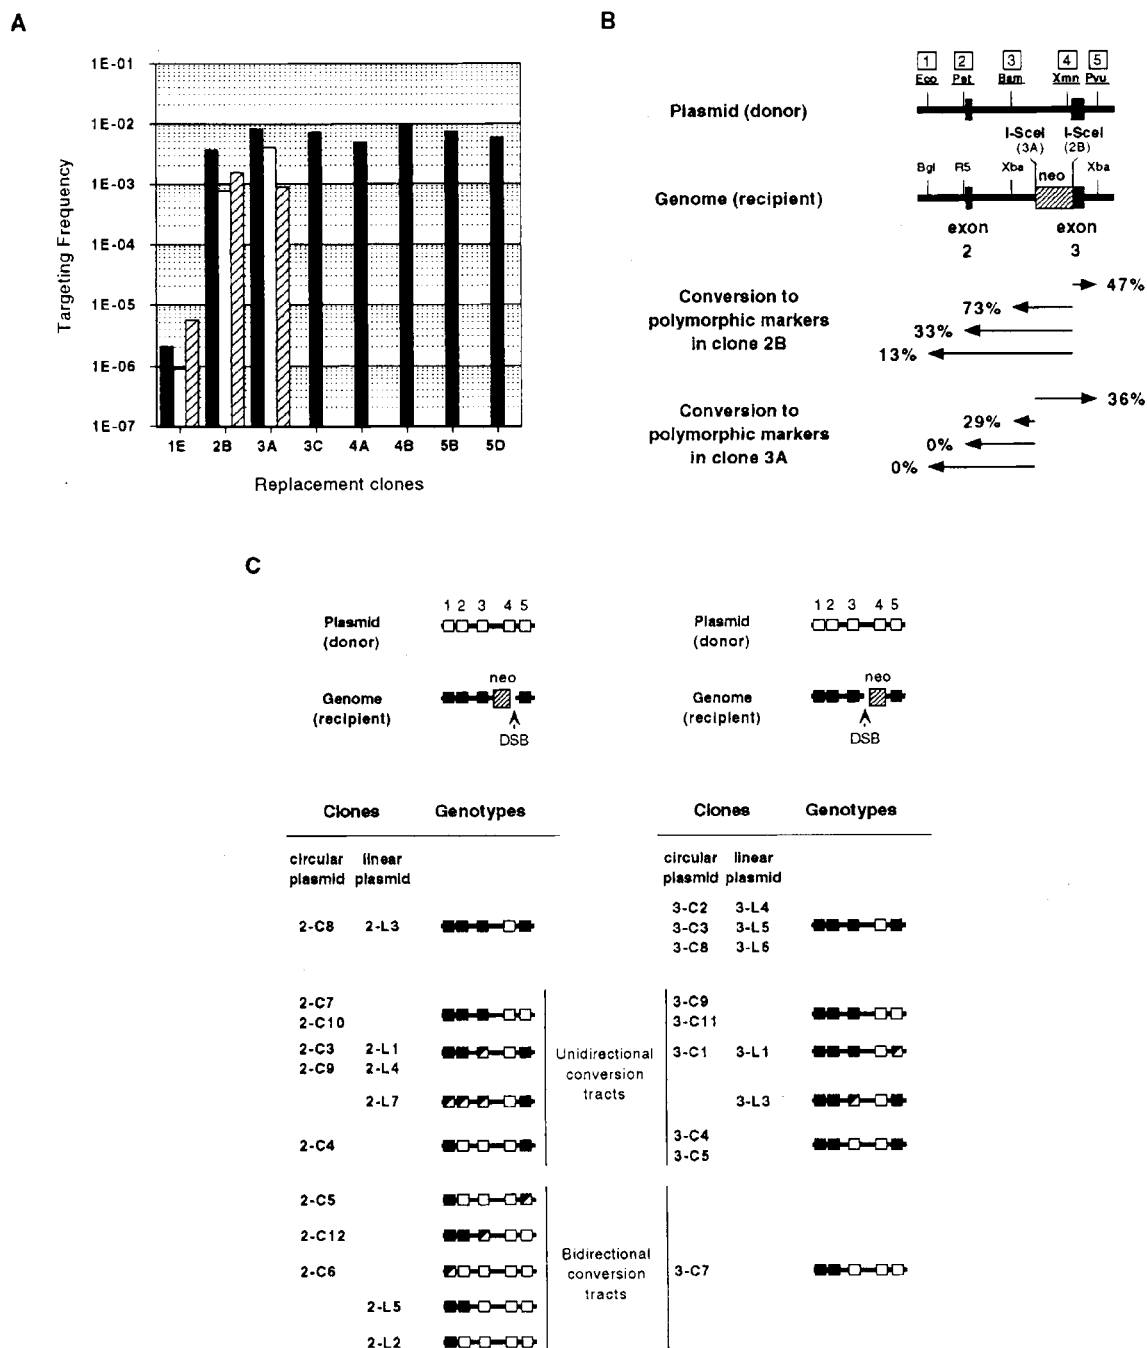 A
1E-01
1E-02
1E-03
1E-04
1E-05
1E-06
1E-07
Targeting Frequency
1E 2B 3A 3C 4A 4B 5B 5D
Replacement clones
B
1 2 3 4 5
Eco Pst Bam Xmn Pvu
Plasmid (donor)
I-SceI I-SceI
(3A) (2B)
Bgl R5 Xba neo Xba
Genome (recipient)
exon exon
2 3
47%
Conversion to
polymorphic markers
in clone 2B
73%
33%
13%
36%
Conversion to
polymorphic markers
in clone 3A
29%
0%
0%
C
1 2 3 4 5
Plasmid
(donor)
neo
Genome
(recipient)
DSB
Clones Genotypes
circular linear
plasmid plasmid
2-C8 2-L3
2-C7
2-C10
2-C3 2-L1
2-C9 2-L4
2-L7
2-C4
2-C5
2-C12
2-C6
2-L5
2-L2
Unidirectional
conversion
tracts
Bidirectional
conversion
tracts
1 2 3 4 5
Plasmid
(donor)
neo
Genome
(recipient)
DSB
Clones Genotypes
circular linear
plasmid plasmid
3-C2 3-L4
3-C3 3-L5
3-C8 3-L6
3-C9
3-C11
3-C1 3-L1
3-L3
3-C4
3-C5
3-C7